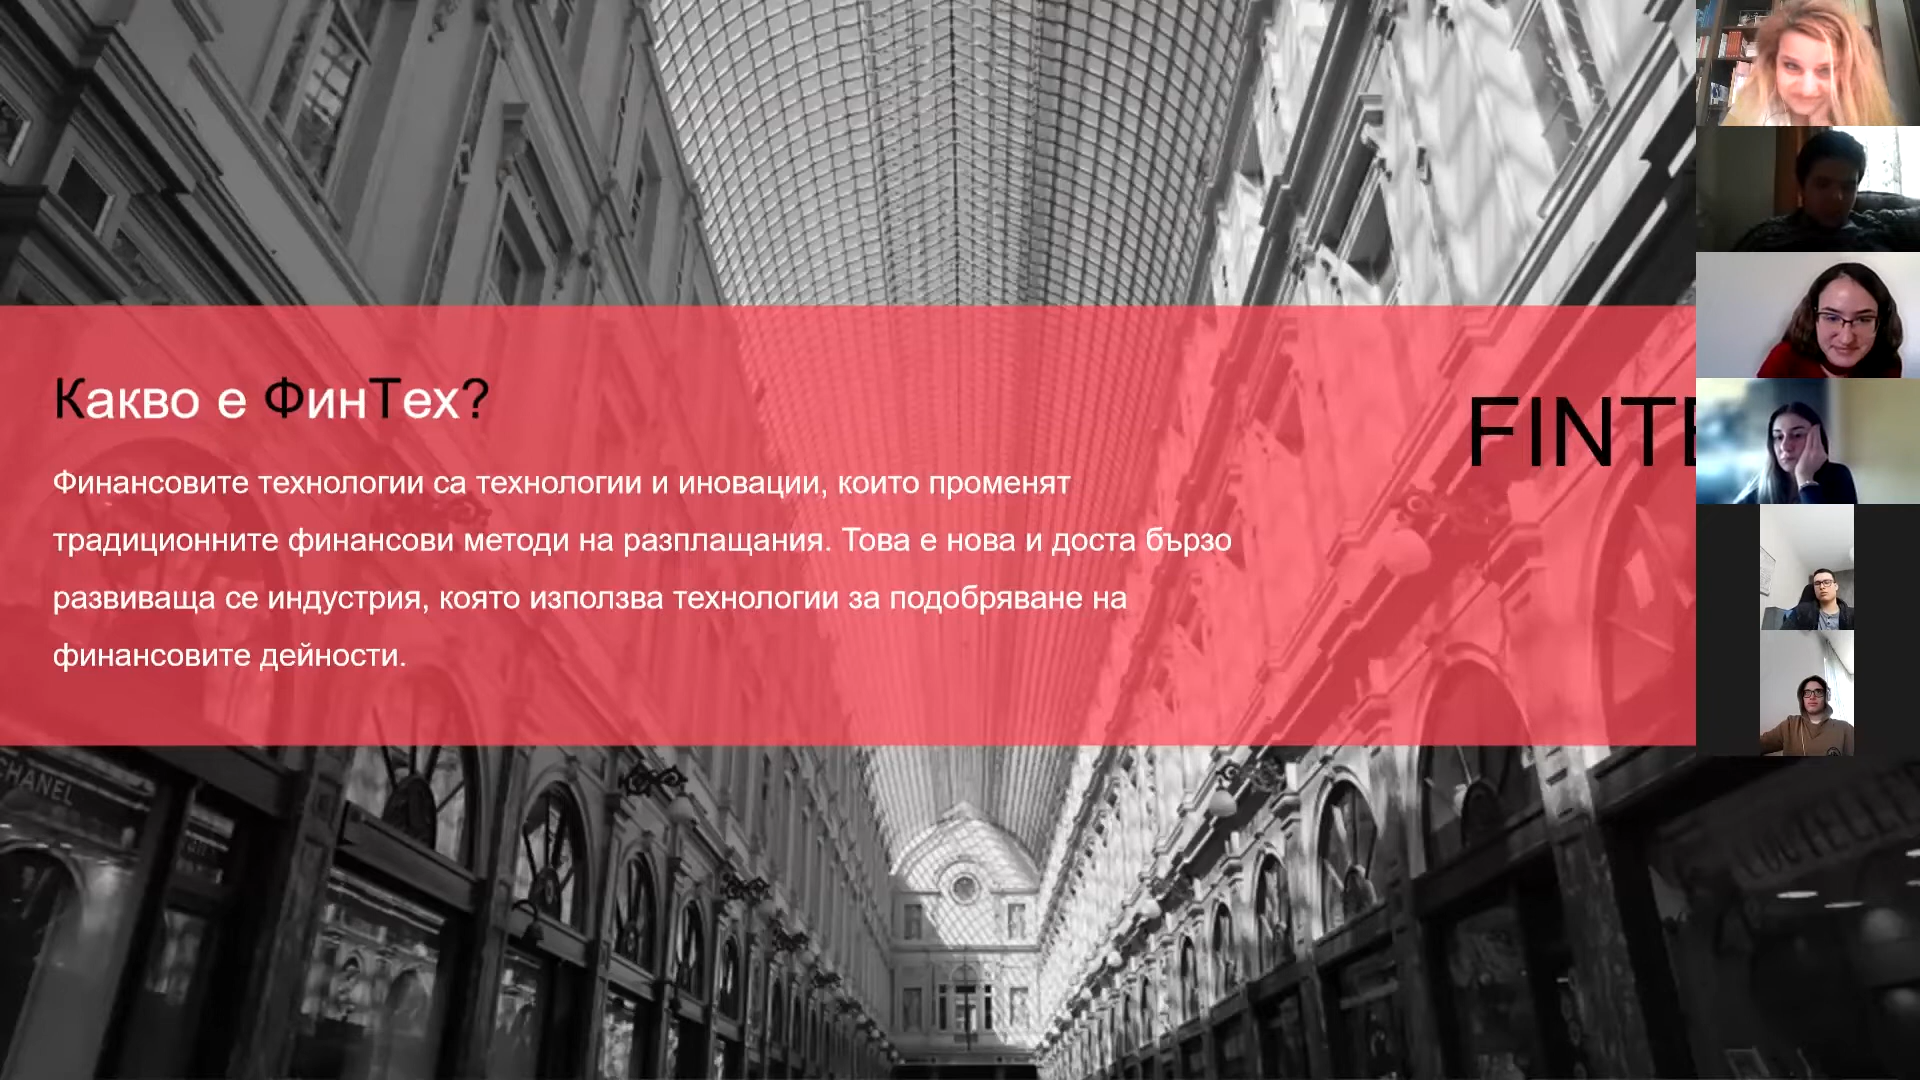 Какво е ФинТех?
Финансовите технологии са технологии и иновации, които променят
традиционните финансови методи на разплащания. Това е нова и доста бързо
развиваща се индустрия, която използва технологии за подобряване на
финансовите дейности.
FINTE
CHANEL